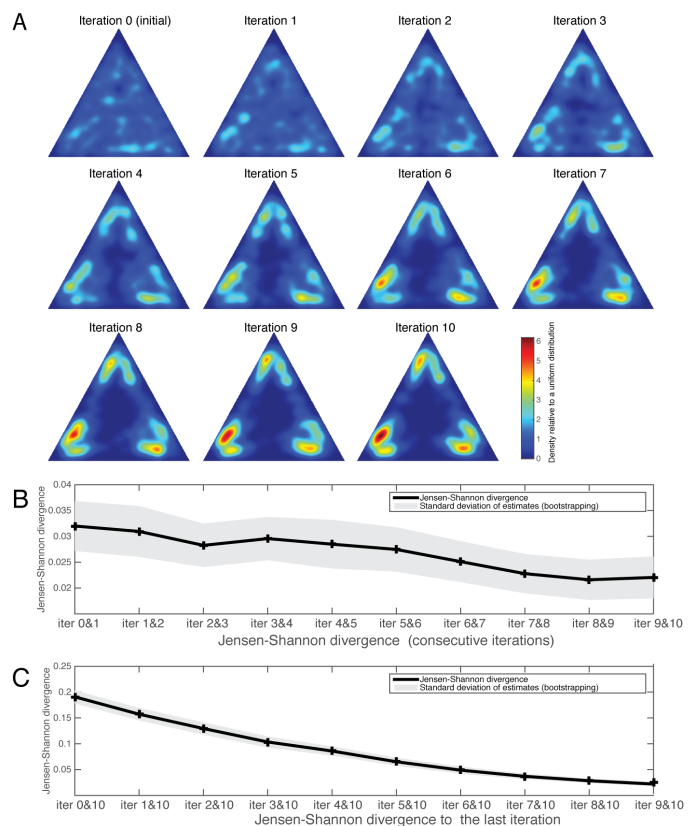 A
Iteration 0 (initial) Iteration 1 Iteration 2 Iteration 3
Iteration 4 Iteration 5 Iteration 6 Iteration 7
Iteration 8 Iteration 9 Iteration 10
6
5
4
3
2
1
0
Density relative to a uniform distribution
B
Jensen-Shannon divergence
0.04
0.035
0.03
0.025
0.02
Jensen-Shannon divergence
Standard deviation of estimates (bootstrapping)
iter 0&1 iter 1&2 iter 2&3 iter 3&4 iter 4&5 iter 5&6 iter 6&7 iter 7&8 iter 8&9 iter 9&10
Jensen-Shannon divergence (consecutive iterations)
C
Jensen-Shannon divergence
0.25
0.2
0.15
0.1
0.05
Jensen-Shannon divergence
Standard deviation of estimates (bootstrapping)
iter 0&10 iter 1&10 iter 2&10 iter 3&10 iter 4&10 iter 5&10 iter 6&10 iter 7&10 iter 8&10 iter 9&10
Jensen-Shannon divergence to the last iteration